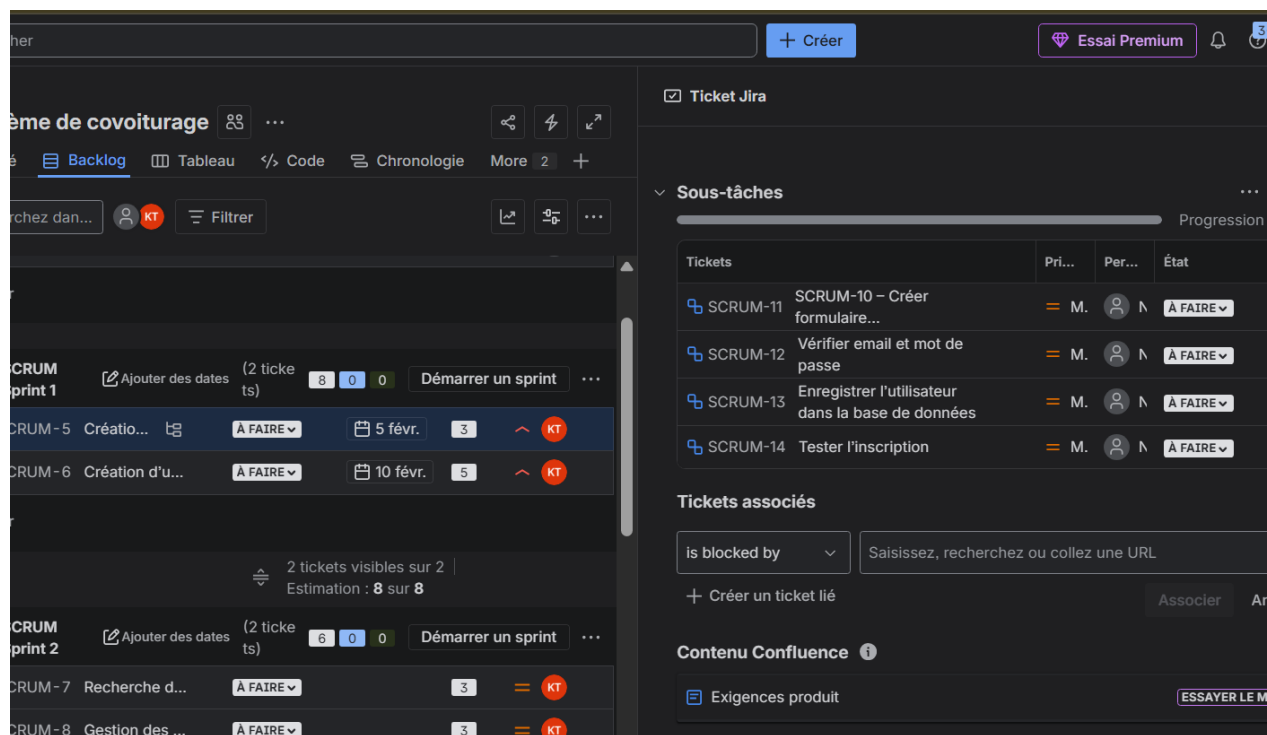 + Créer
Essai Premium
3
Ticket Jira
ème de covoiturage
Backlog
Tableau
</> Code
Chronologie
More 2
KT
Filtrer
Sous-tâches
Progression
Tickets
Pri...
Per...
État
SCRUM-11
SCRUM-10 – Créer
formulaire...
M.
À FAIRE
SCRUM-12
Vérifier email et mot de
passe
M.
À FAIRE
SCRUM-13
Enregistrer l'utilisateur
dans la base de données
M.
À FAIRE
SCRUM-14
Tester l'inscription
M.
À FAIRE
SCRUM
Sprint 1
Ajouter des dates
(2 ticke
ts)
8 0 0
Démarrer un sprint
CRUM-5 Créatio...
À FAIRE
5 févr.
3
KT
CRUM-6 Création d'u...
À FAIRE
10 févr.
5
KT
2 tickets visibles sur 2
Estimation : 8 sur 8
SCRUM
Sprint 2
Ajouter des dates
(2 ticke
ts)
6 0 0
Démarrer un sprint
CRUM-7 Recherche d...
À FAIRE
3
KT
CRUM-8 Gestion des ...
À FAIRE
3
KT
Tickets associés
is blocked by
Saisissez, recherchez ou collez une URL
+ Créer un ticket lié
Associer
Contenu Confluence
Exigences produit
ESSAYER LE M